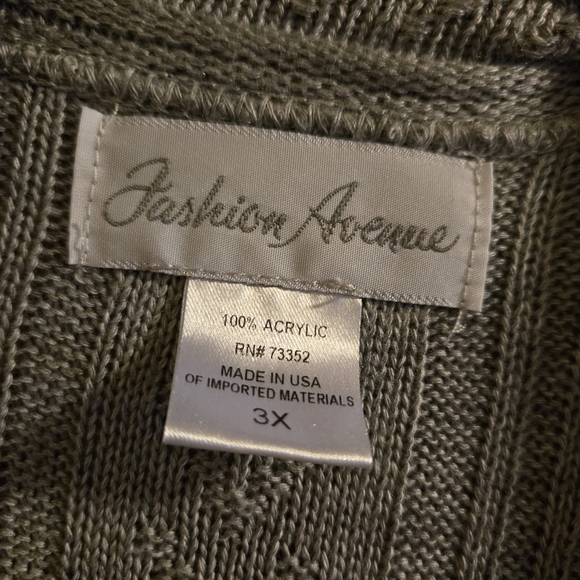 Fashion Avenue
100% ACRYLIC
RN# 73352
MADE IN USA
OF IMPORTED MATERIALS
3X